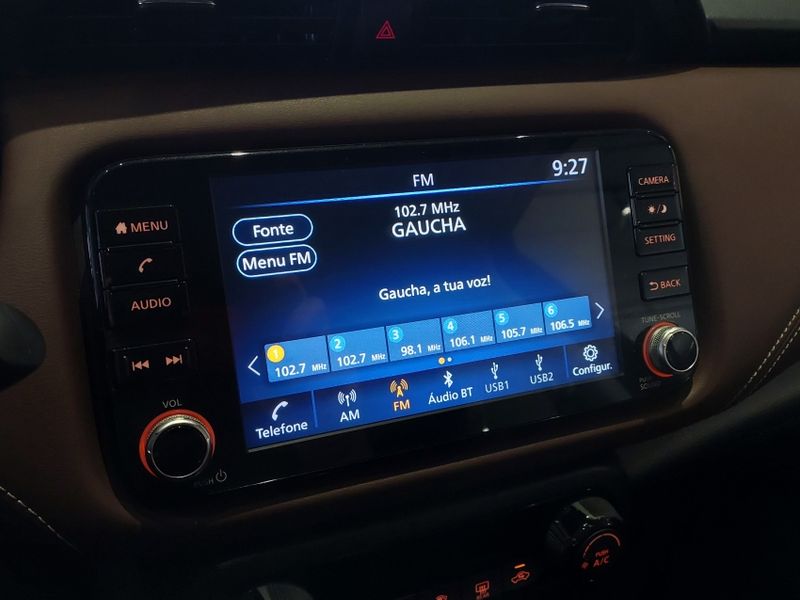 FM
9:27
102.7 MHz
GAUCHA
Fonte
Menu FM
Gaucha, a tua voz!
1 102.7 MHz
2 102.7 MHz
3 98.1 MHz
4 106.1 MHz
5 105.7 MHz
6 106.5 MHz
Telefone
AM
FM
Áudio BT
USB1
USB2
Configur.
MENU
AUDIO
VOL
PUSH
CAMERA
SETTING
BACK
TUNE·SCROLL
PUSH
A/C